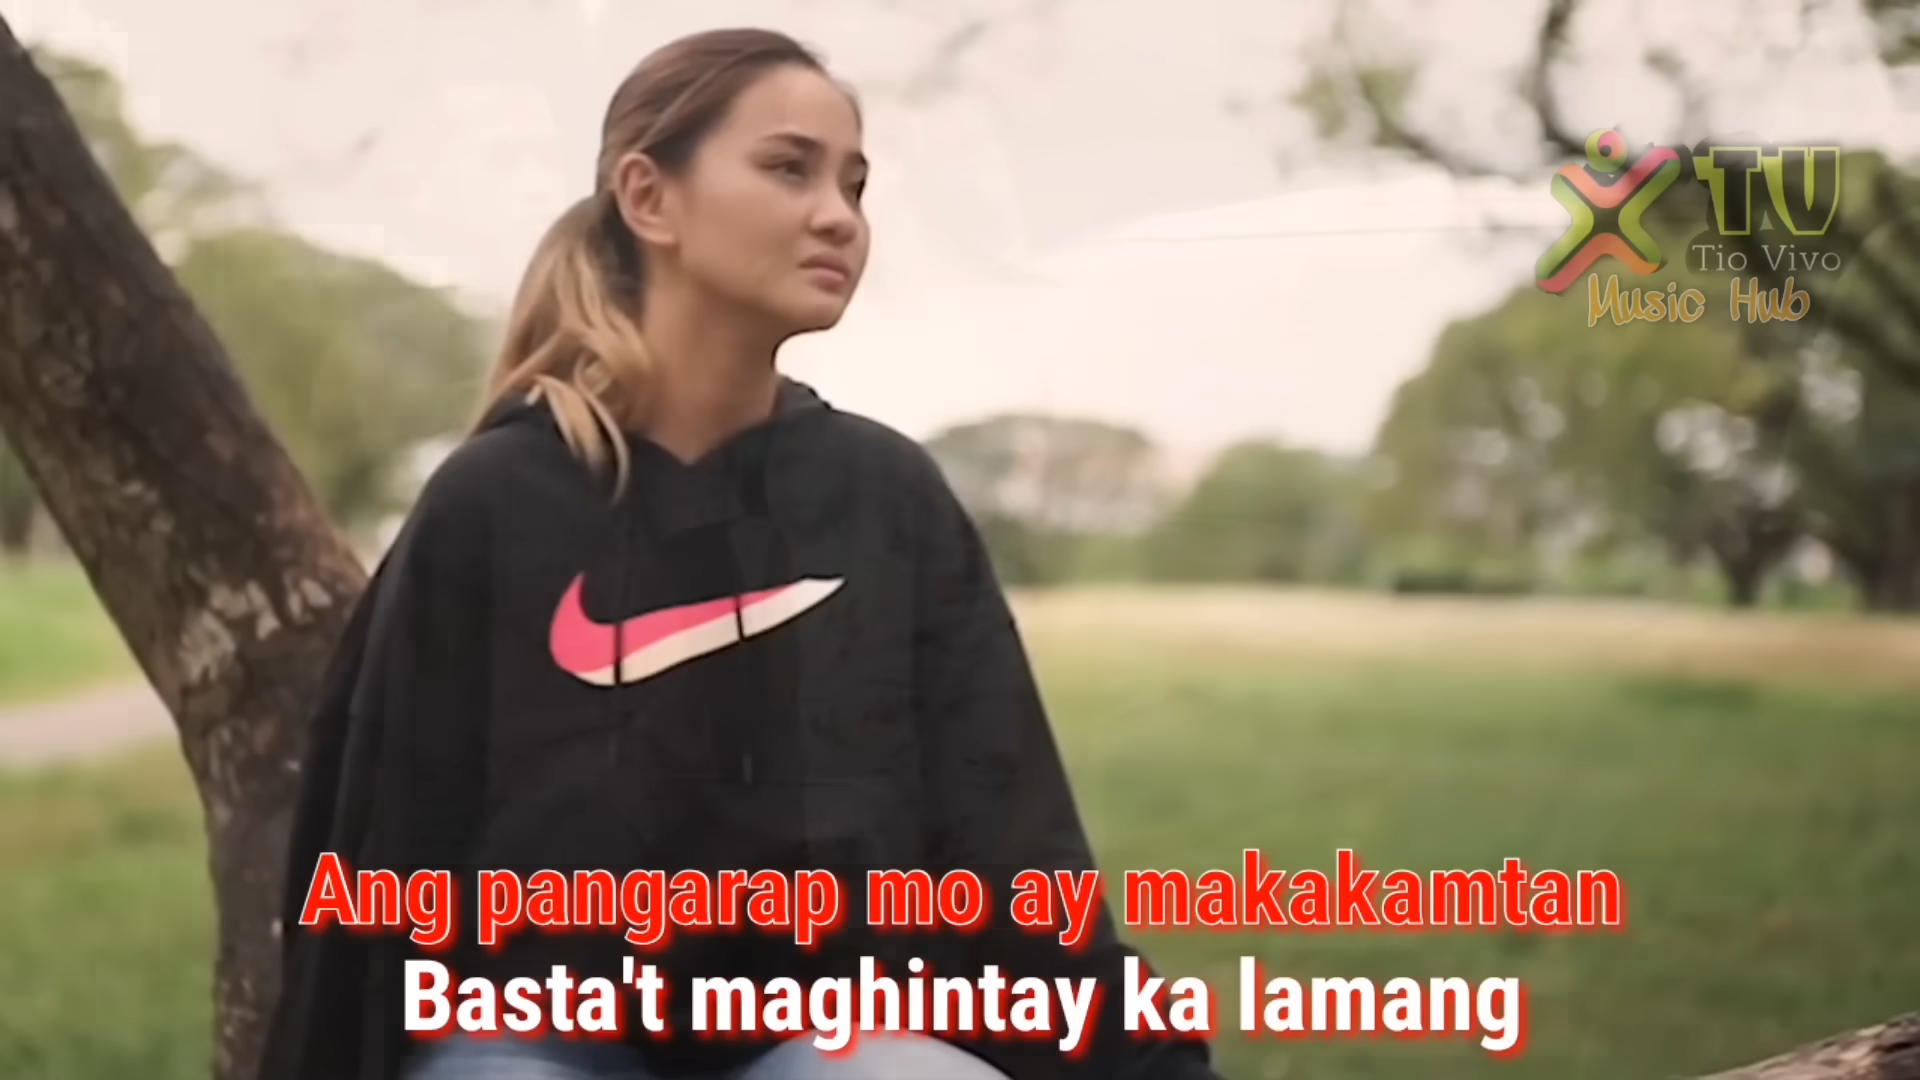 TV
Tio Vivo
Music Hub
Ang pangarap mo ay makakamtan
Basta't maghintay ka lamang